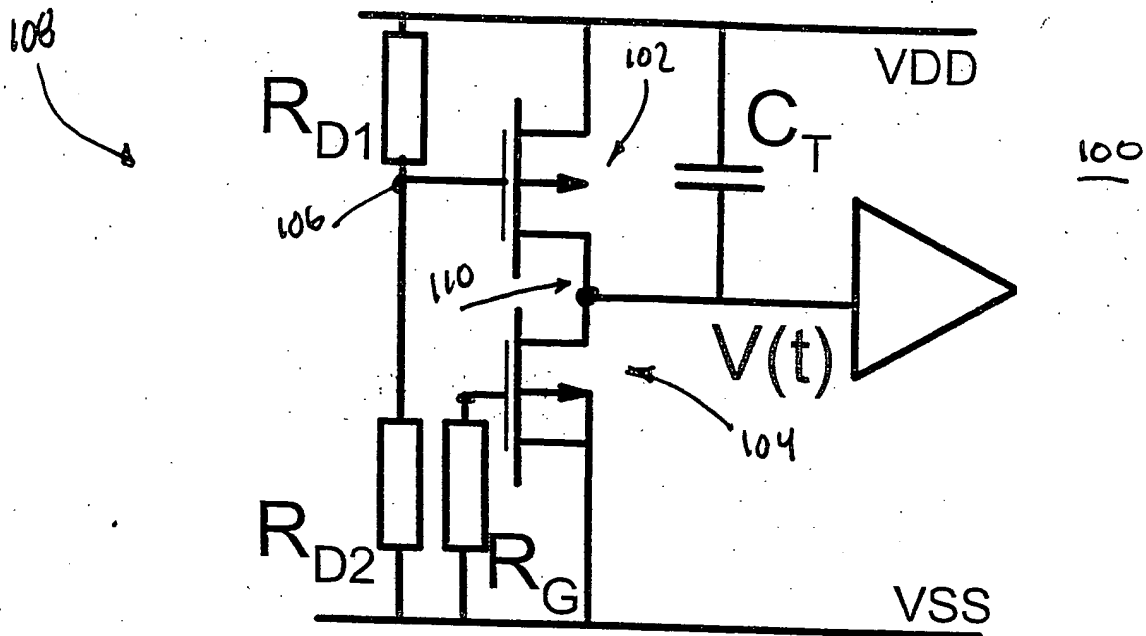 108
VDD
102
R_D1
C_T
100
106
110
V(t)
104
R_D2
R_G
VSS